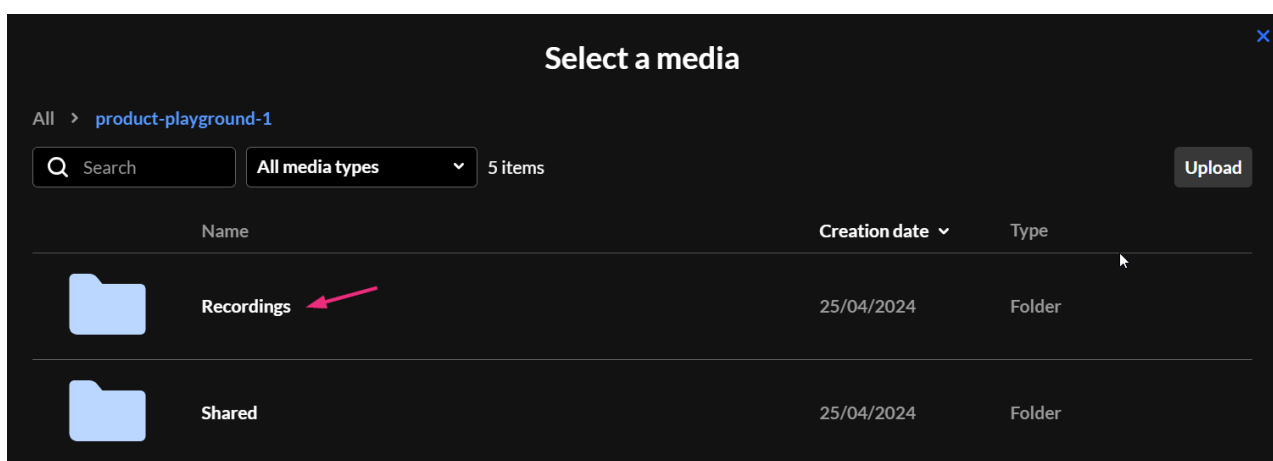 Select a media
All > product-playground-1
Search All media types 5 items Upload
Name Creation date Type
Recordings 25/04/2024 Folder
Shared 25/04/2024 Folder